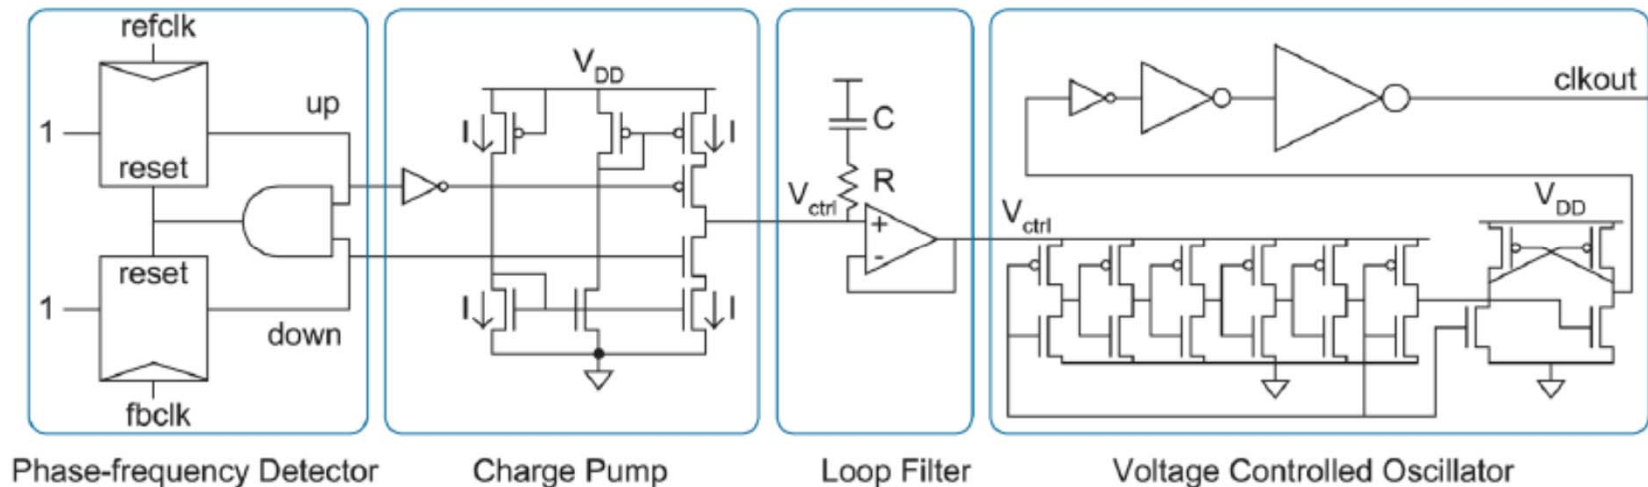 refclk
up
1
reset
reset
1
down
fbclk
Phase-frequency Detector
V_DD
I
I
I
I
Charge Pump
C
R
V_ctrl
+
-
Loop Filter
clkout
V_ctrl
V_DD
Voltage Controlled Oscillator